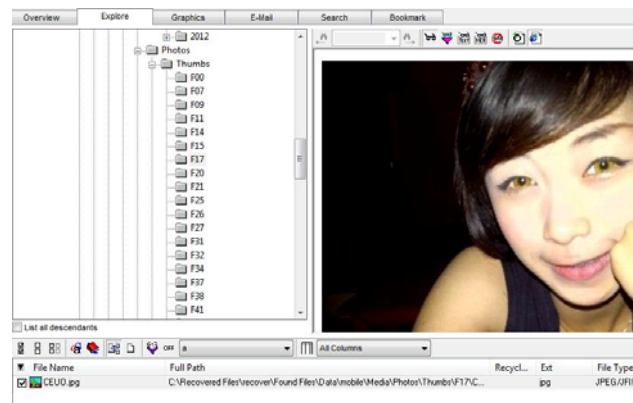 Overview Explore Graphics E-Mail Search Bookmark
2012
Photos
Thumbs
F00
F07
F09
F11
F14
F15
F17
F20
F21
F25
F26
F27
F31
F32
F34
F37
F38
F41
List all descendants
OFF a All Columns
File Name Full Path Recycl... Ext File Type
CEUO.jpg C:\Recovered Files\recover\Found Files\Data\mobile\Media\Photos\Thumbs\F17\C... jpg JPEG/JFI